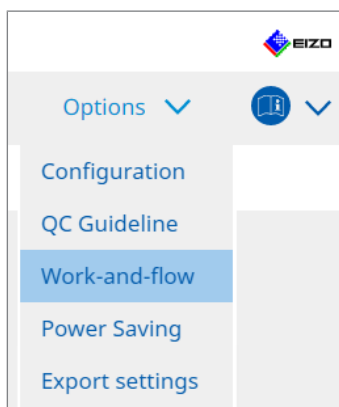 EIZO
Options
Configuration
QC Guideline
Work-and-flow
Power Saving
Export settings